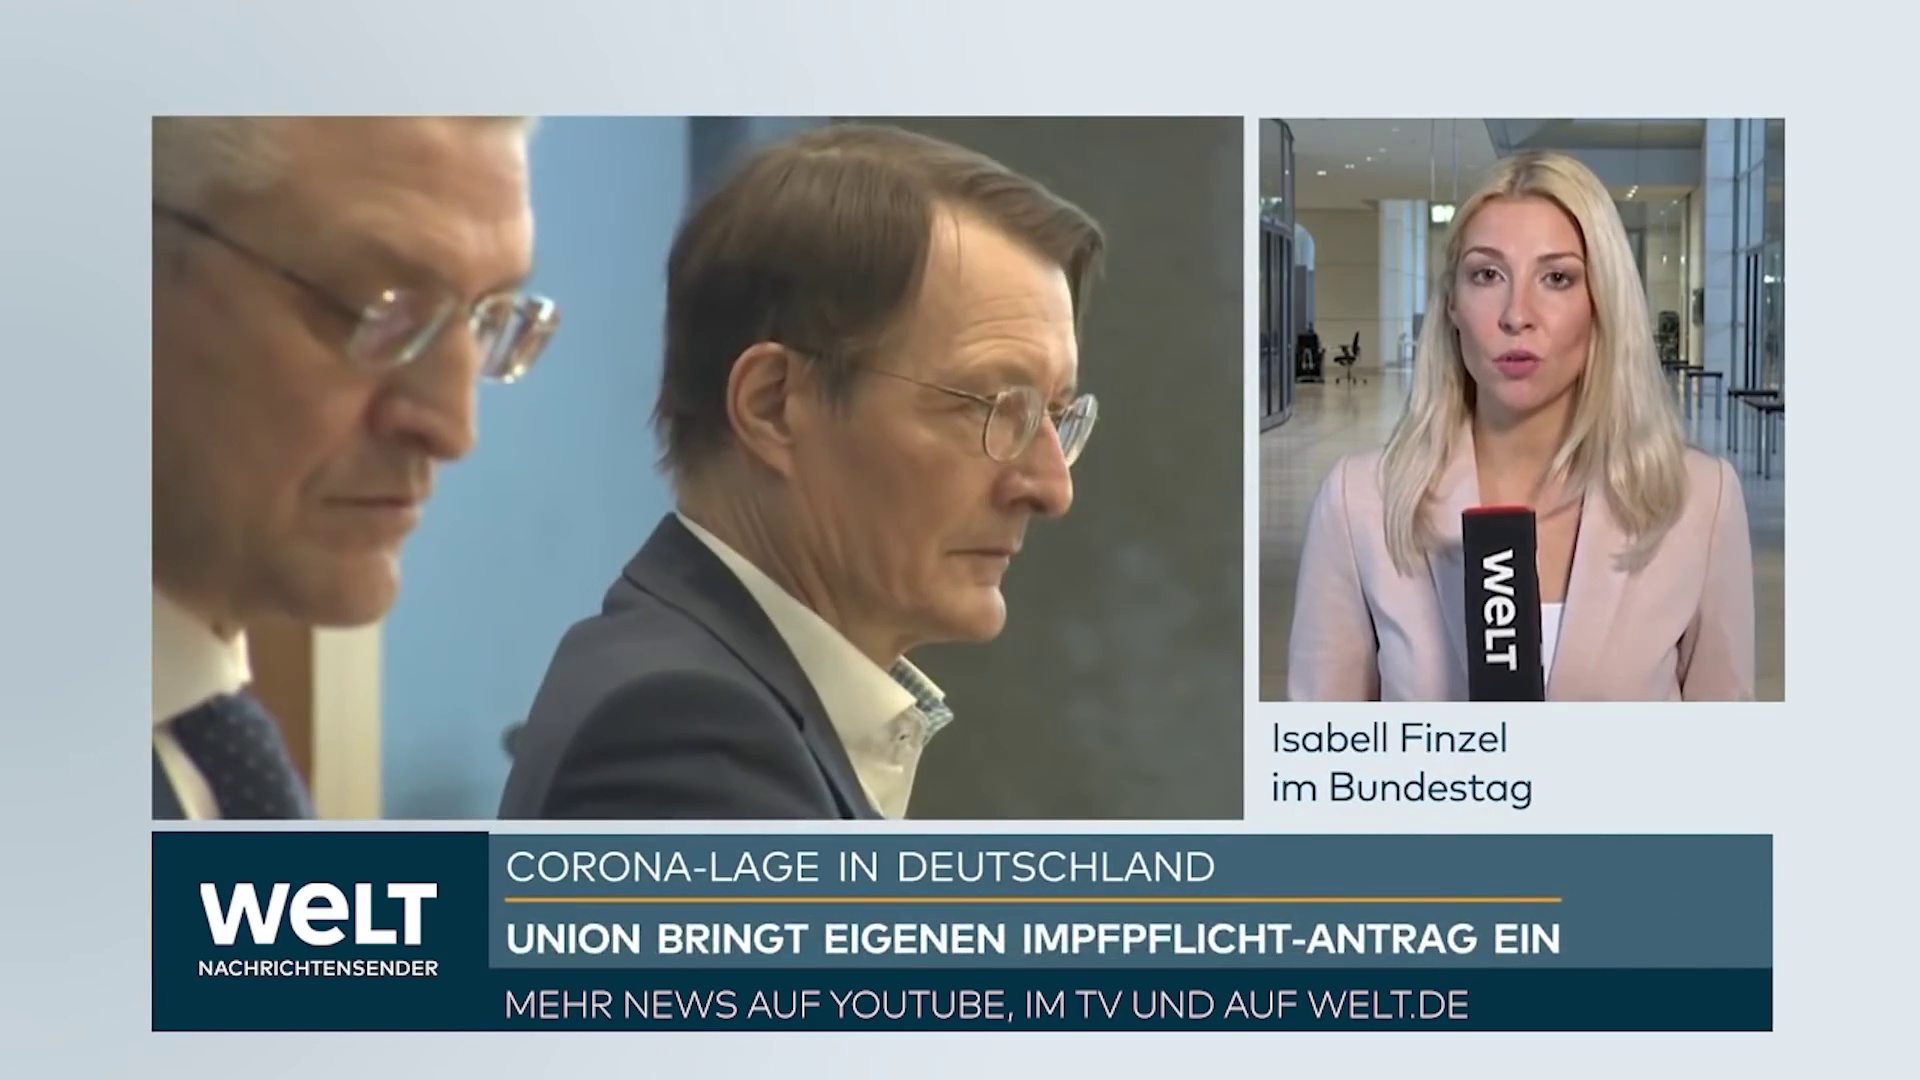 WELT
Isabell Finzel
im Bundestag
CORONA-LAGE IN DEUTSCHLAND
UNION BRINGT EIGENEN IMPFPFLICHT-ANTRAG EIN
WELT
NACHRICHTENSENDER
MEHR NEWS AUF YOUTUBE, IM TV UND AUF WELT.DE